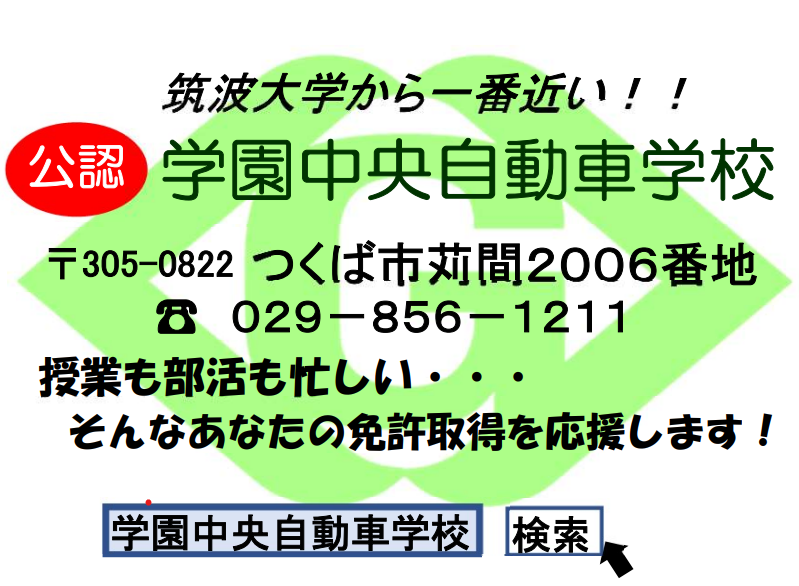 筑波大学から一番近い！！
公認 学園中央自動車学校
〒305-0822 つくば市苅間２００６番地
☎ ０２９－８５６－１２１１
授業も部活も忙しい・・・
そんなあなたの免許取得を応援します！
学園中央自動車学校 検索